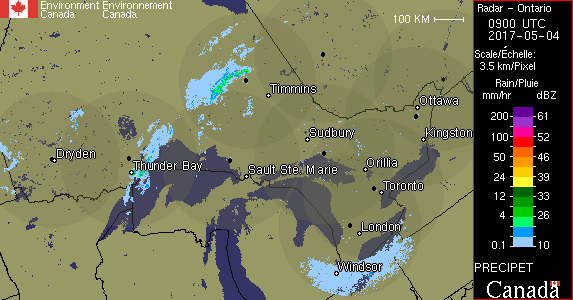 Environment Environnement
Canada Canada
100 KM
Timmins
Ottawa
Sudbury
Kingston
Dryden
Thunder Bay
Sault Ste. Marie
Orillia
Toronto
London
Windsor
Radar - Ontario
0900 UTC
2017-05-04
Scale/Échelle:
3.5 km/Pixel
Rain/Pluie
mm/hr dBZ
200 61
100 52
50 46
24 39
12 33
4 26
0.1 10
PRECIPET
Canada